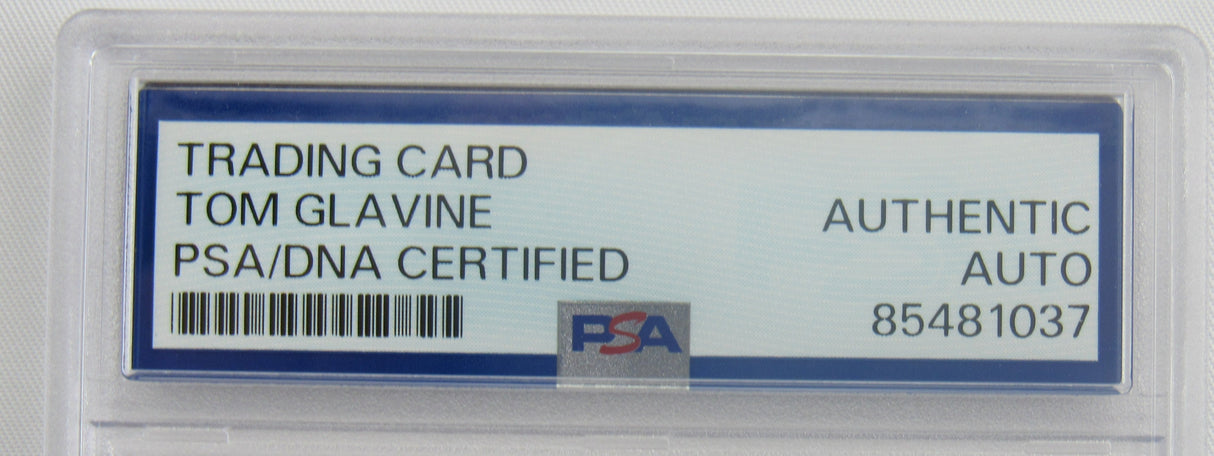 TRADING CARD
TOM GLAVINE
PSA/DNA CERTIFIED
AUTHENTIC
AUTO
85481037
PSA